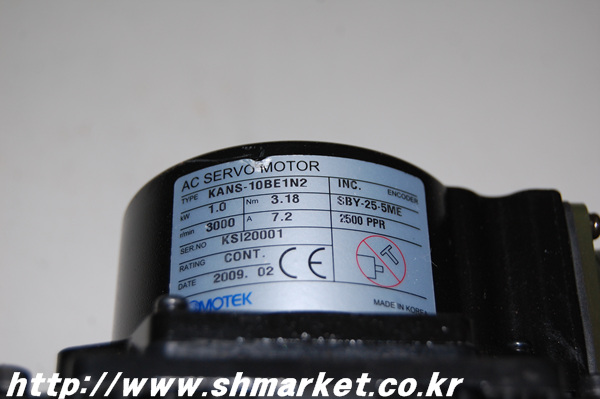 AC SERVO MOTOR
TYPE KANS-10BE1N2 INC. ENCODER
kW 1.0 Nm 3.18 SBY-25-5ME
r/min 3000 A 7.2 2500 PPR
SER.NO KSI20001
RATING CONT.
DATE 2009. 02 CE
OMOTEK MADE IN KOREA
http://www.shmarket.co.kr